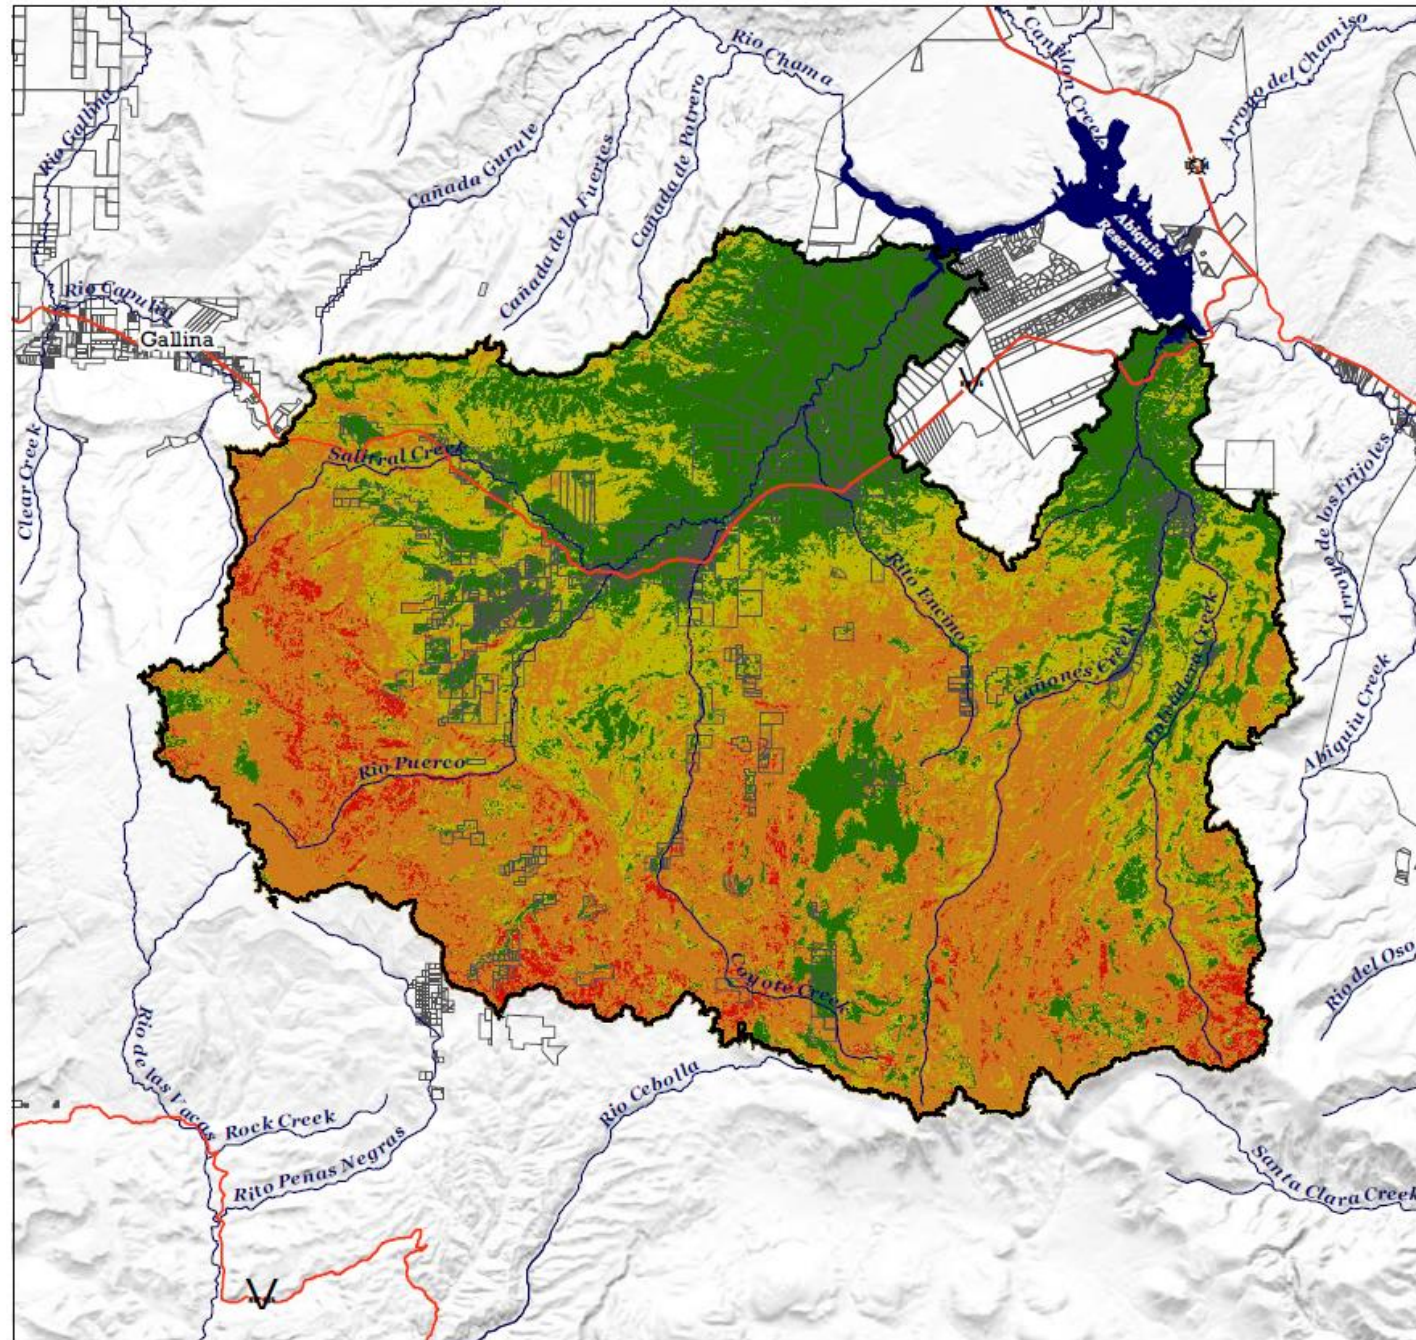 Rio Chama
Canjilon Creek
Arroyo del Chamiso
Rio Gallina
Cañada Gurule
Cañada de la Fuertes
Cañada de Potrero
Abiquiu
Reservoir
Rio Capulin
Gallina
Salitral Creek
Clear Creek
Arroyo de los Frijoles
Rito Encino
Cañones Creek
Polvadera Creek
Abiquiu Creek
Rio Puerco
Coyote Creek
Rio del Oso
Rio de las Vacas
Rio Cebolla
Rock Creek
Rito Peñas Negras
Santa Clara Creek